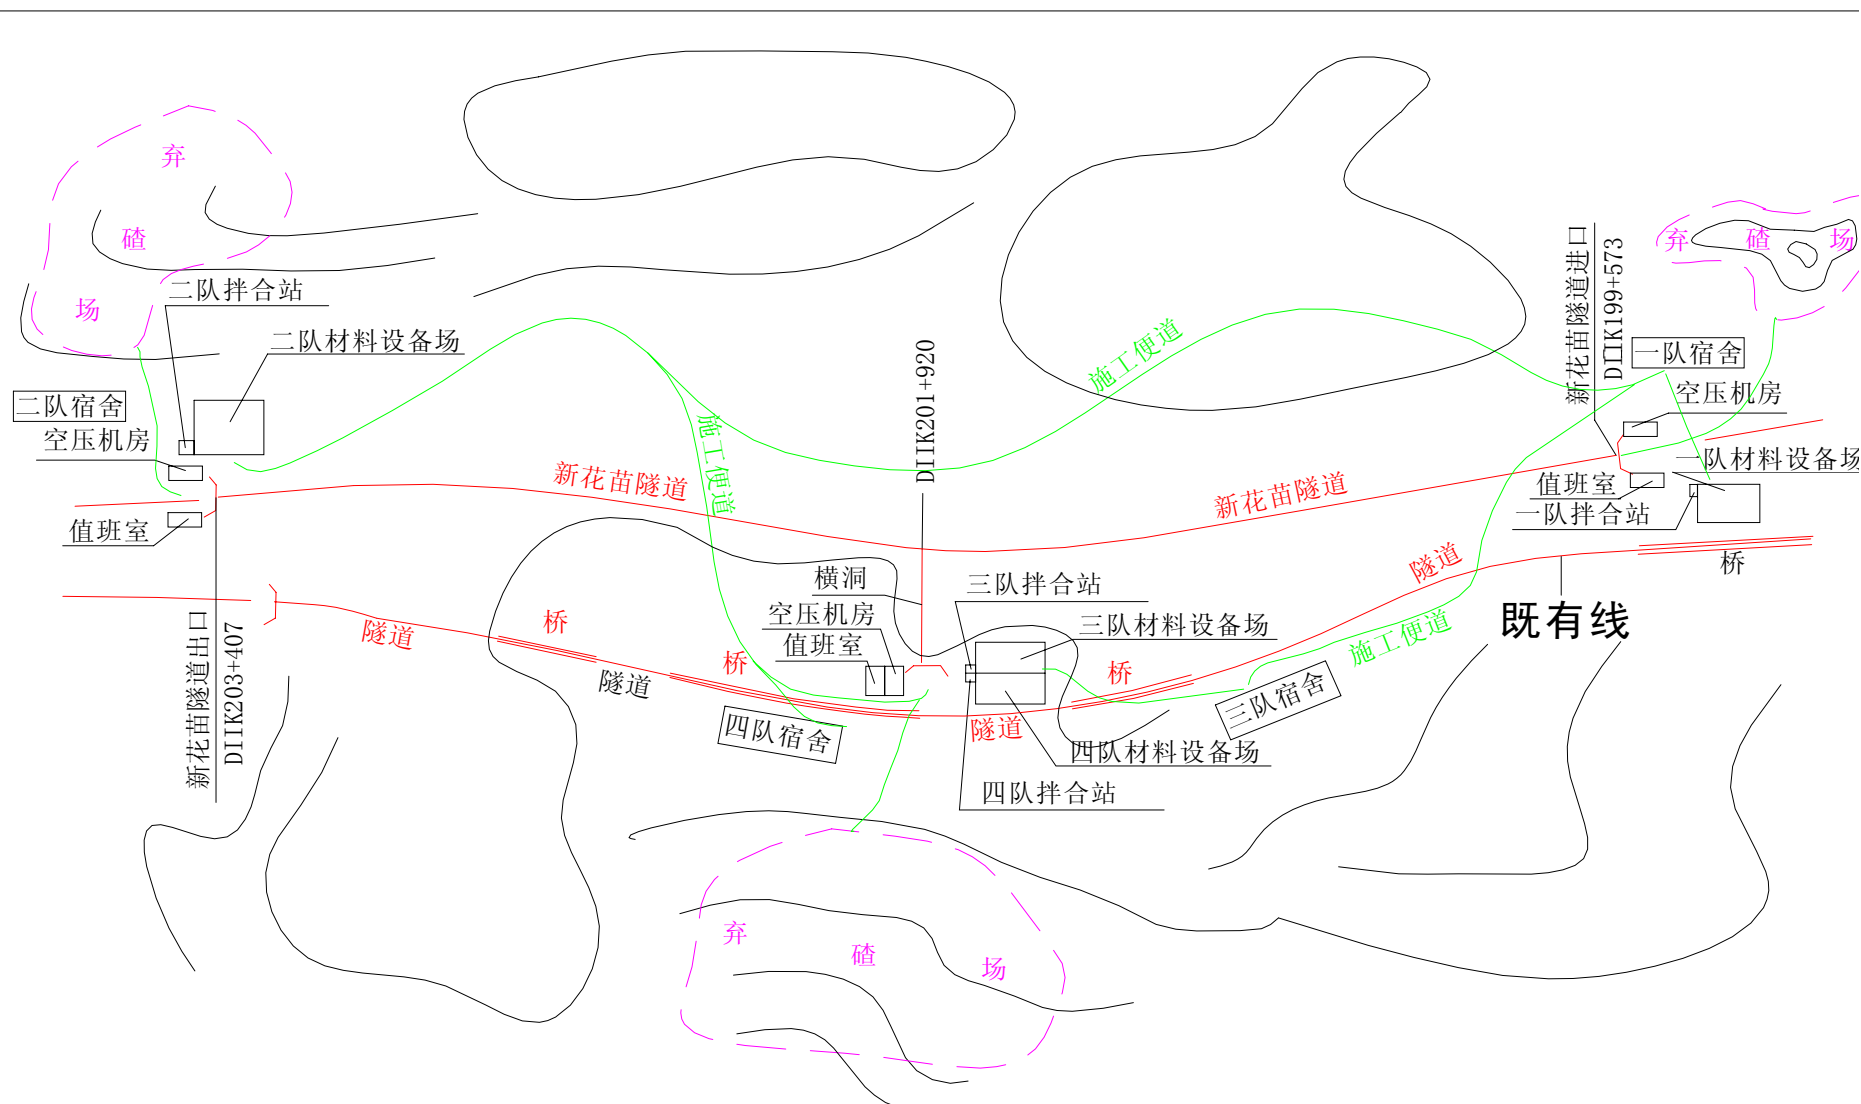 弃
碴
场
二队拌合站
二队材料设备场
二队宿舍
空压机房
值班室
新花苗隧道出口
DIIK203+407
施工便道
施工便道
新花苗隧道
DIIK201+920
新花苗隧道
新花苗隧道进口
DIIK199+573
弃 碴 场
一队宿舍
空压机房
一队材料设备场
值班室
一队拌合站
桥
隧道
既有线
施工便道
隧道
桥
隧道
桥
横洞
空压机房
值班室
三队拌合站
三队材料设备场
桥
隧道
四队宿舍
三队宿舍
四队材料设备场
四队拌合站
弃 碴 场